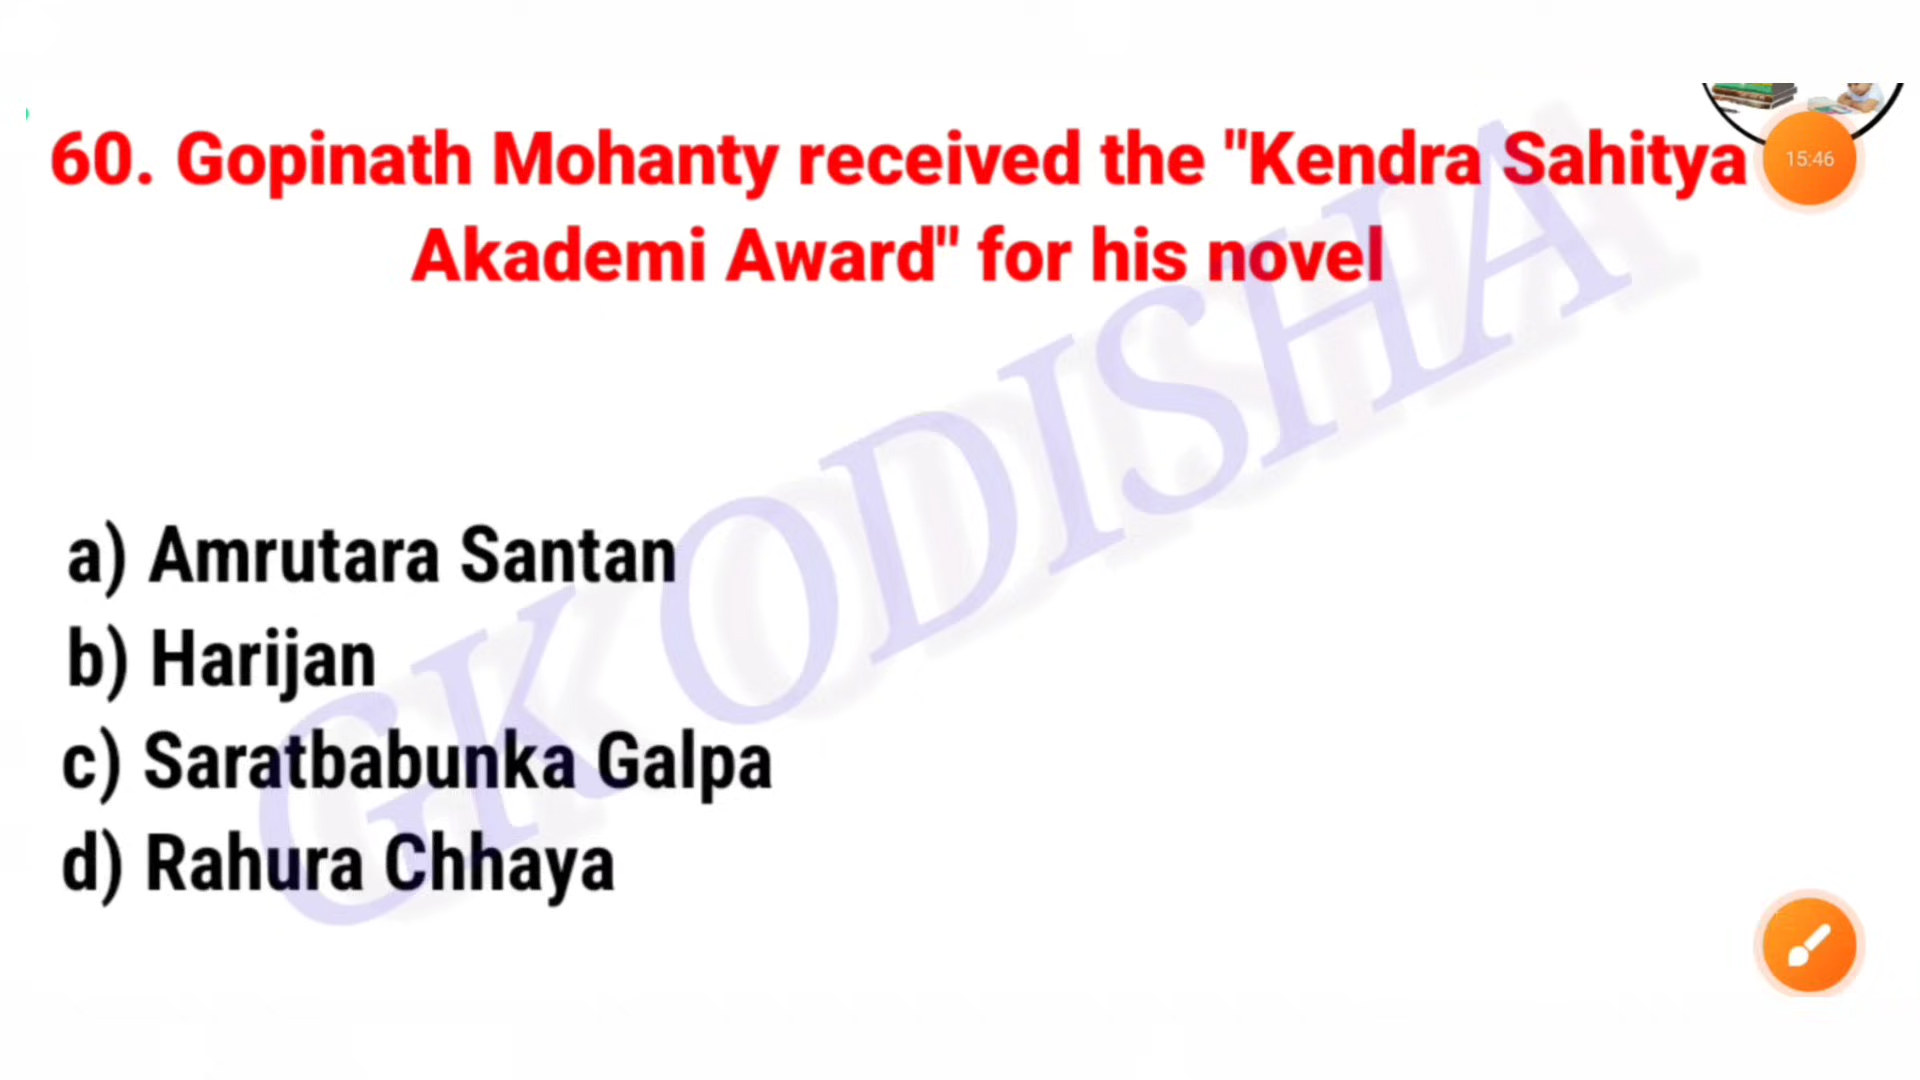 60. Gopinath Mohanty received the "Kendra Sahitya
Akademi Award" for his novel
15:46
a) Amrutara Santan
b) Harijan
c) Saratbabunka Galpa
d) Rahura Chhaya
GK ODISHA